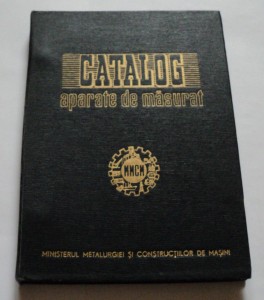 CATALOG
aparate de măsurat
MMCM
MINISTERUL METALURGIEI ȘI CONSTRUCȚIILOR DE MAȘINI